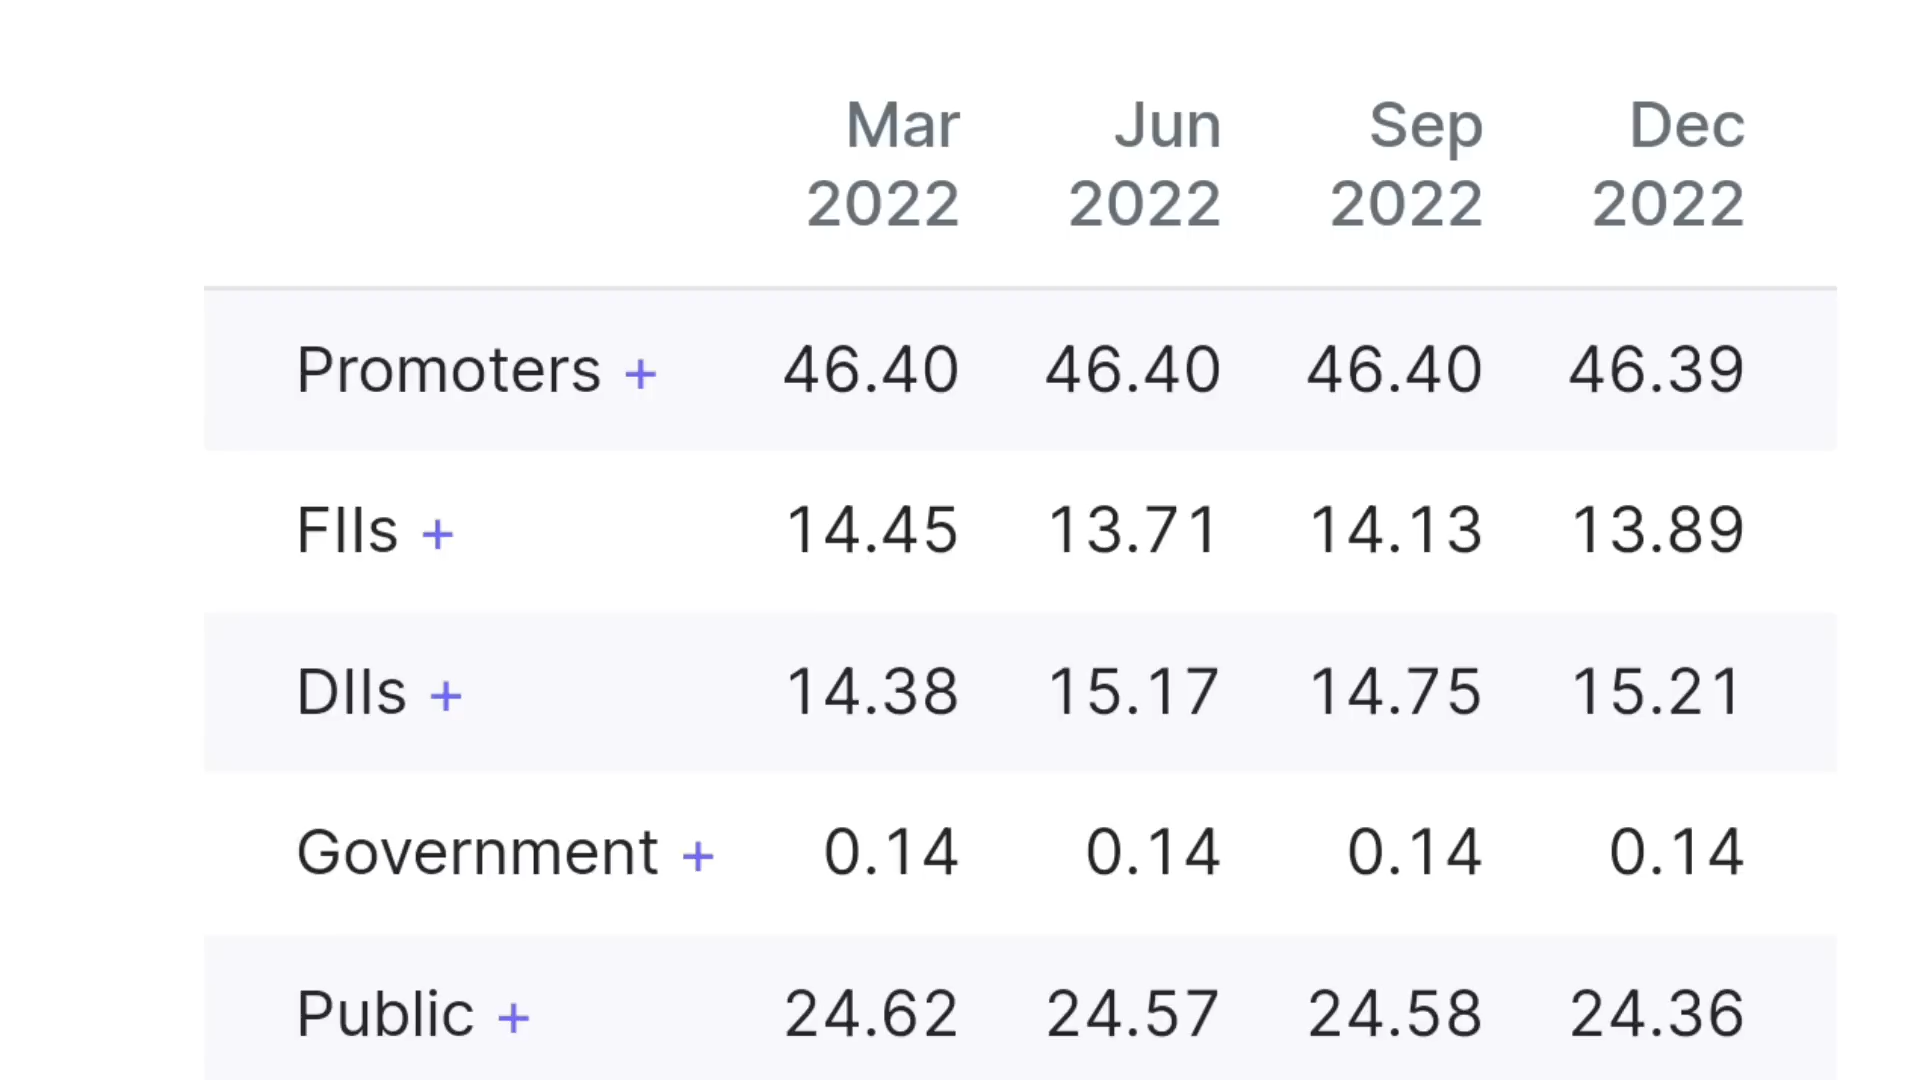 Mar Jun Sep Dec
2022 2022 2022 2022
Promoters + 46.40 46.40 46.40 46.39
FIIs + 14.45 13.71 14.13 13.89
DIIs + 14.38 15.17 14.75 15.21
Government + 0.14 0.14 0.14 0.14
Public + 24.62 24.57 24.58 24.36